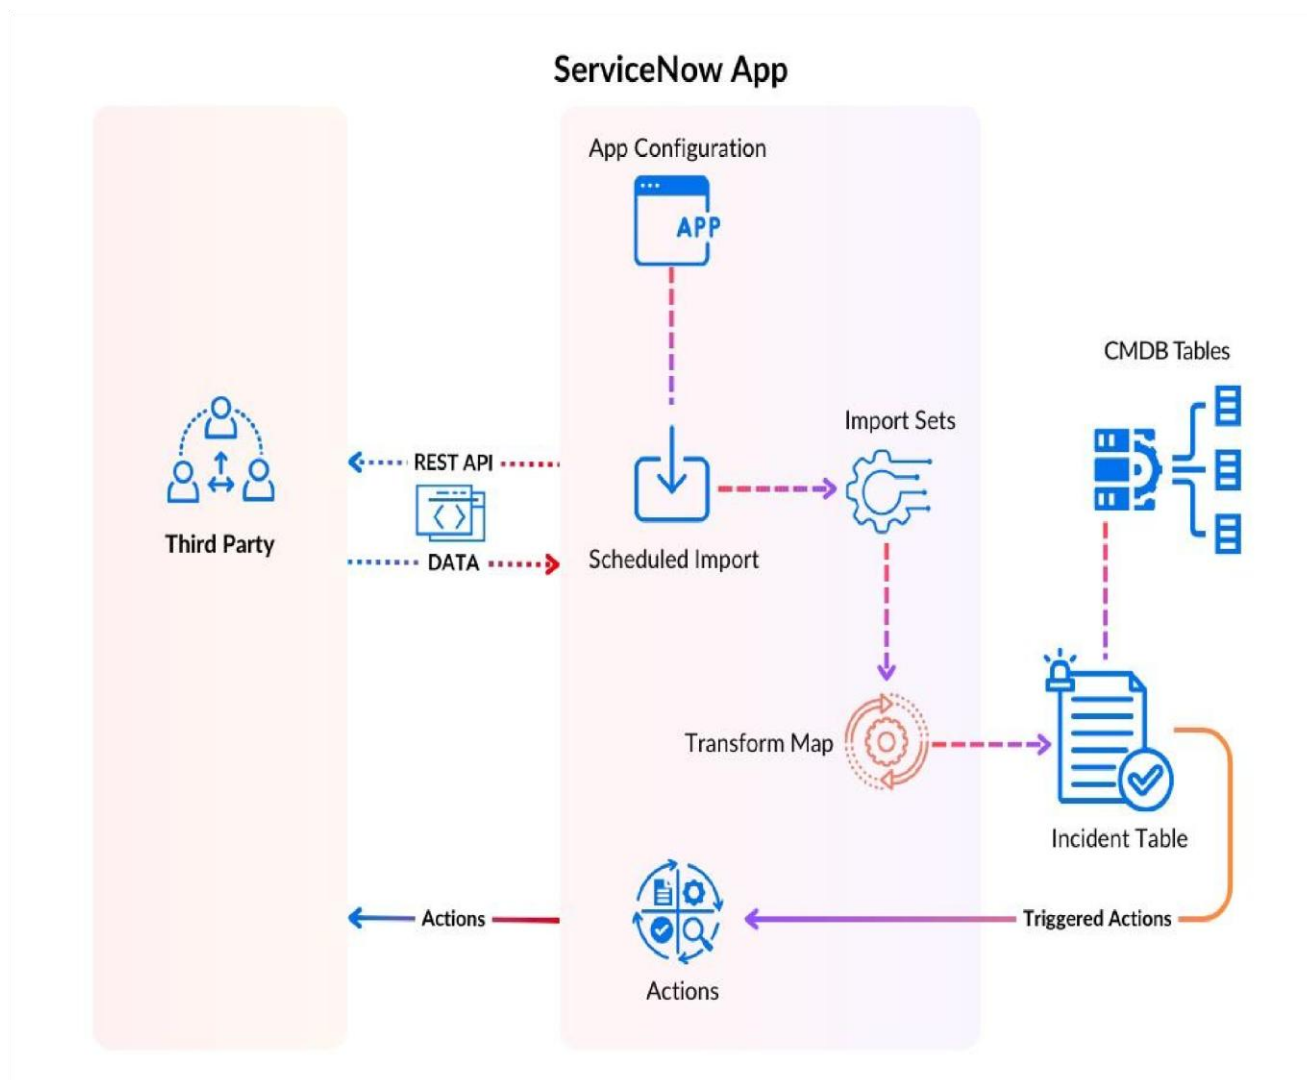 ServiceNow App
App Configuration
APP
CMDB Tables
Import Sets
REST API
Third Party
DATA
Scheduled Import
Transform Map
Incident Table
Actions
Triggered Actions
Actions